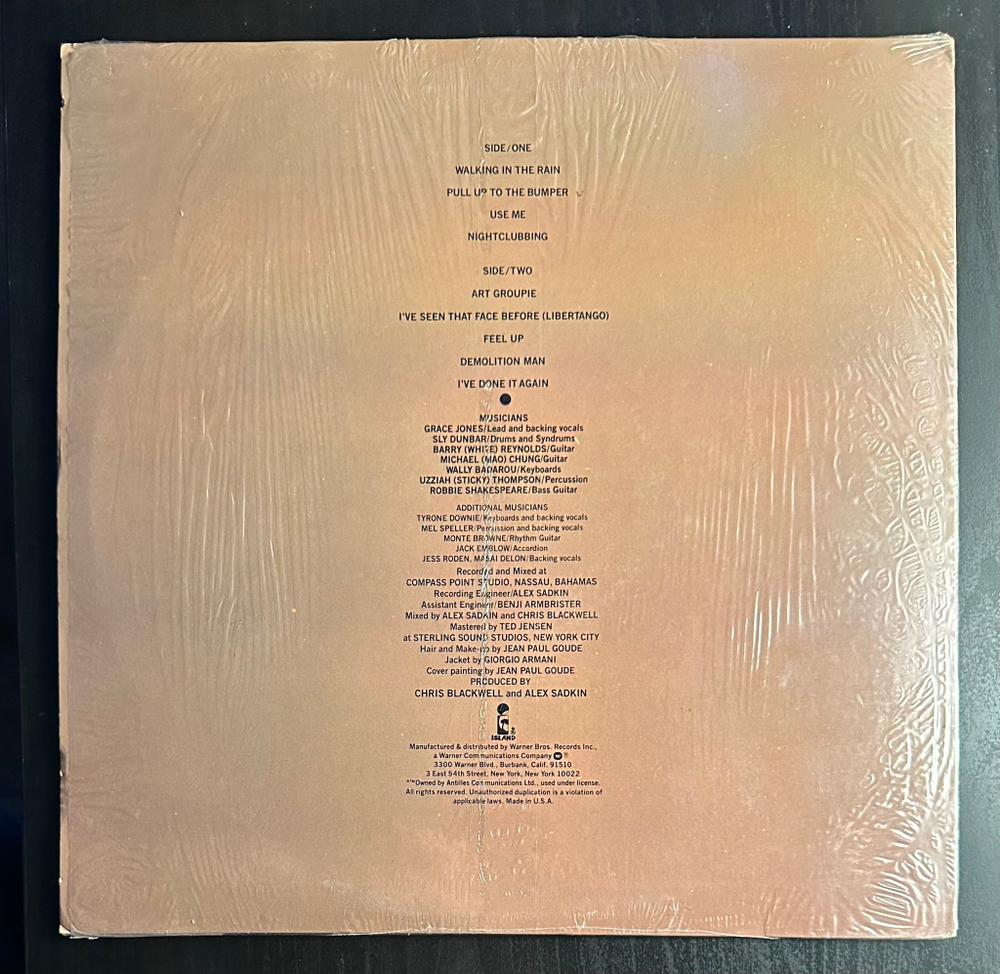 SIDE/ONE
WALKING IN THE RAIN
PULL UP TO THE BUMPER
USE ME
NIGHTCLUBBING
SIDE/TWO
ART GROUPIE
I'VE SEEN THAT FACE BEFORE (LIBERTANGO)
FEEL UP
DEMOLITION MAN
I'VE DONE IT AGAIN
MUSICIANS
GRACE JONES/Lead and backing vocals
SLY DUNBAR/Drums and Syndrums
BARRY (WHITE) REYNOLDS/Guitar
MICHAEL (MAO) CHUNG/Guitar
WALLY BADAROU/Keyboards
UZZIAH (STICKY) THOMPSON/Percussion
ROBBIE SHAKESPEARE/Bass Guitar
ADDITIONAL MUSICIANS
TYRONE DOWNIE/Keyboards and backing vocals
MEL SPELLER/Percussion and backing vocals
MONTE BROWNE/Rhythm Guitar
JACK EMBLOW/Accordion
JESS RODEN, MASAI DELON/Backing vocals
Recorded and Mixed at
COMPASS POINT STUDIO, NASSAU, BAHAMAS
Recording Engineer/ALEX SADKIN
Assistant Engineer/BENJI ARMBRISTER
Mixed by ALEX SADKIN and CHRIS BLACKWELL
Mastered by TED JENSEN
at STERLING SOUND STUDIOS, NEW YORK CITY
Hair and Make-up by JEAN PAUL GOUDE
Jacket by GIORGIO ARMANI
Cover painting by JEAN PAUL GOUDE
PRODUCED BY
CHRIS BLACKWELL and ALEX SADKIN
ISLAND ®
Manufactured & distributed by Warner Bros. Records Inc.,
a Warner Communications Company ®
3300 Warner Blvd., Burbank, Calif. 91510
3 East 54th Street, New York, New York 10022
®™Owned by Antilles Communications Ltd., used under license.
All rights reserved. Unauthorized duplication is a violation of
applicable laws. Made in U.S.A.